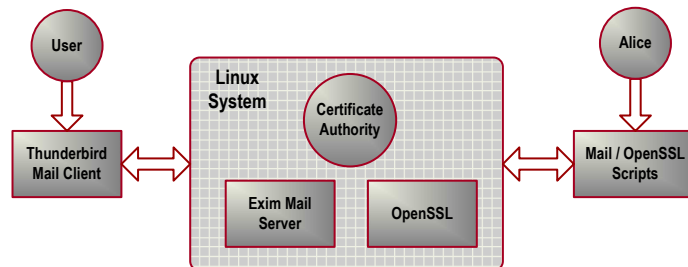 User
Alice
Linux
System
Certificate
Authority
Thunderbird
Mail Client
Mail / OpenSSL
Scripts
Exim Mail
Server
OpenSSL